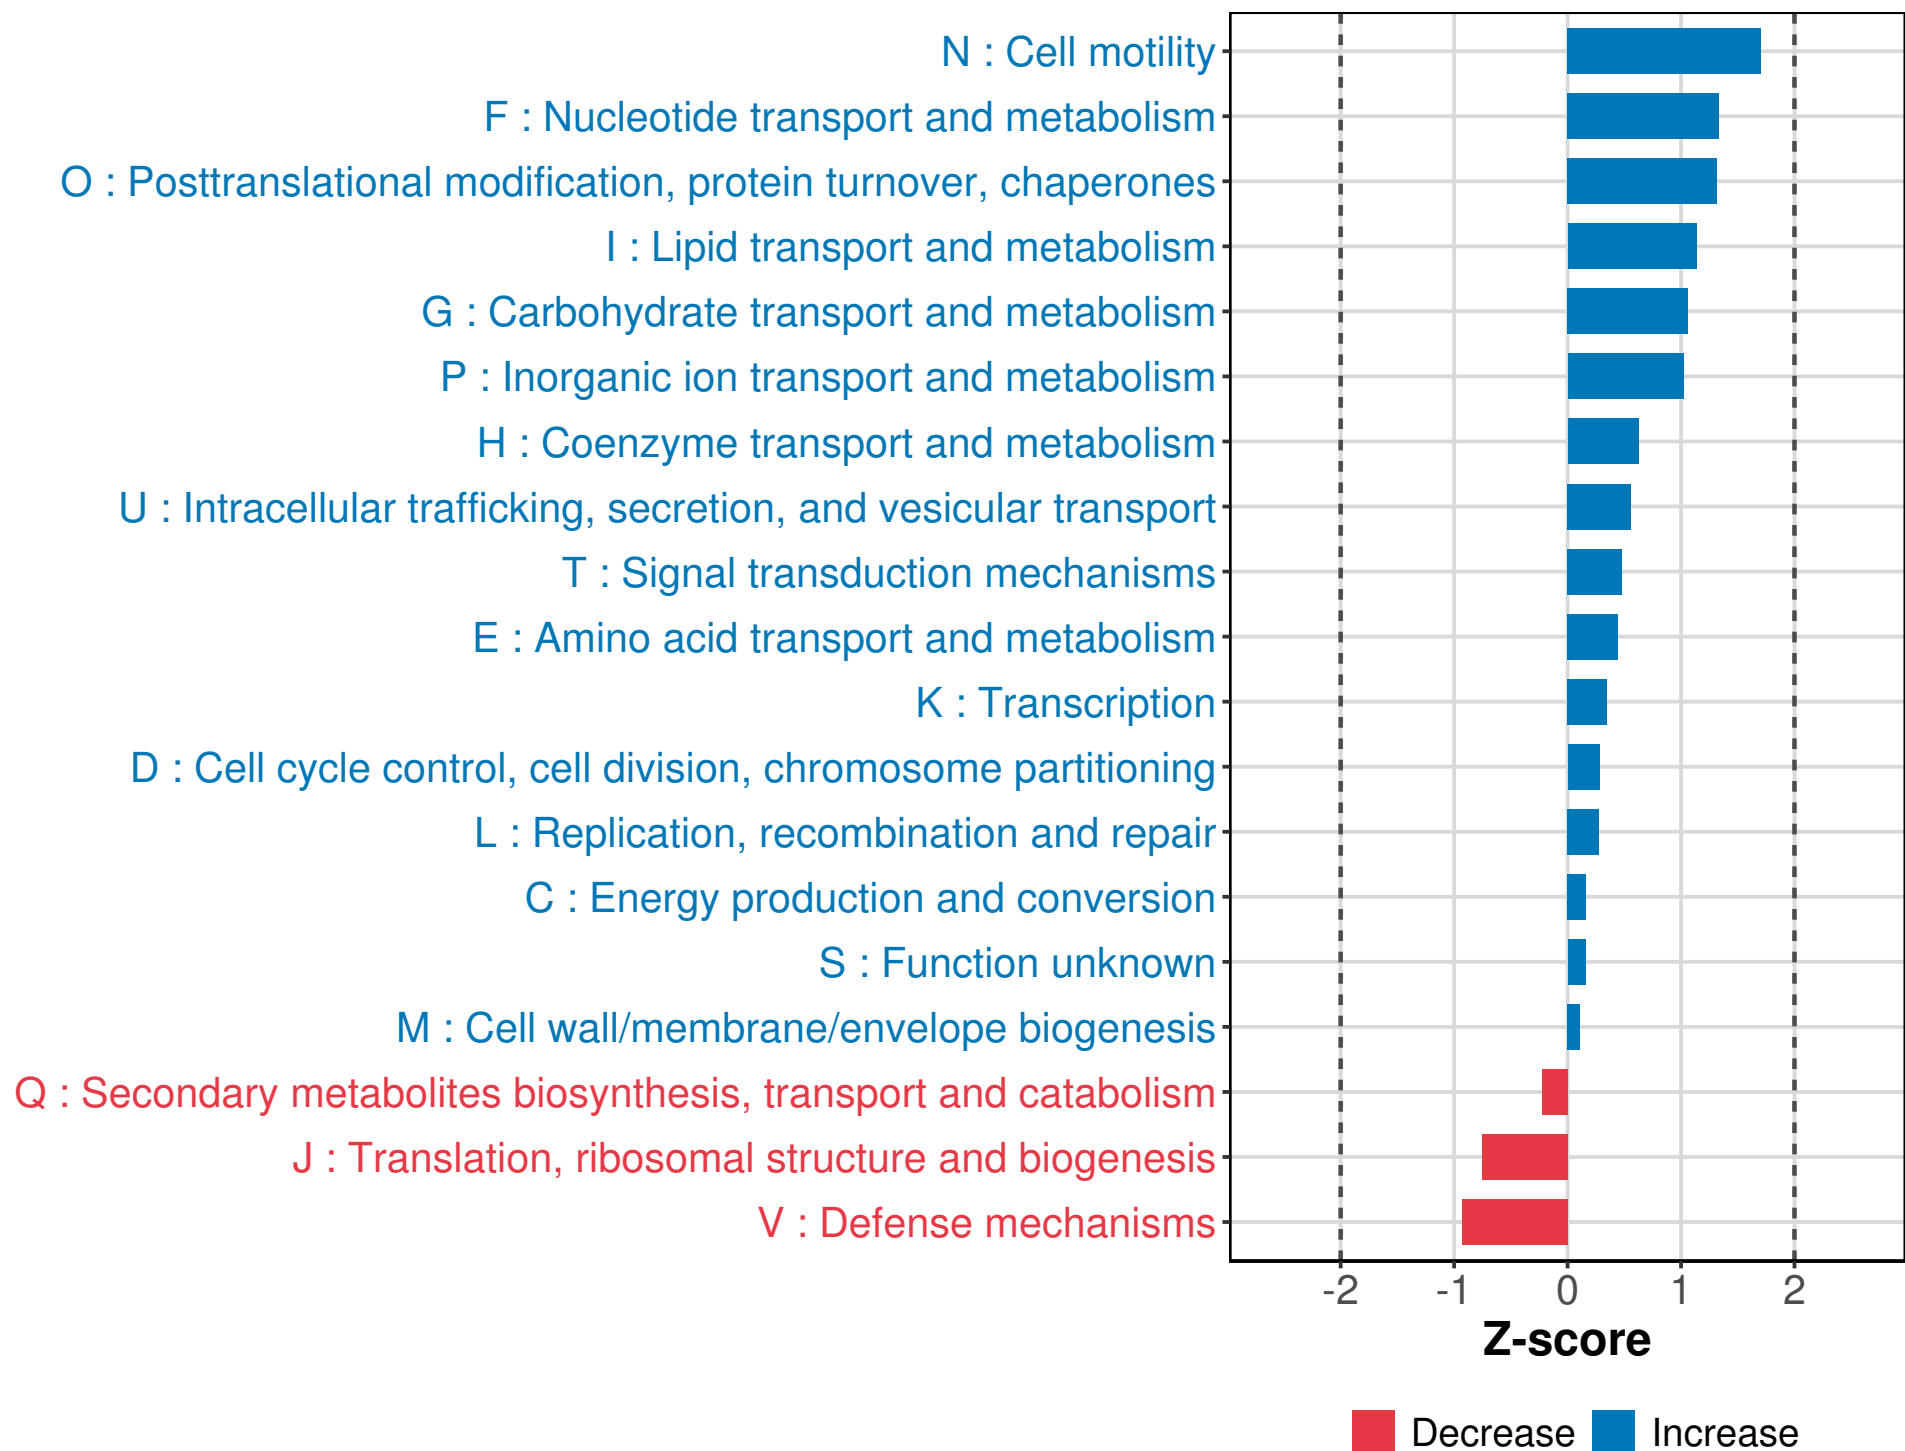 N : Cell motility
F : Nucleotide transport and metabolism
O : Posttranslational modification, protein turnover, chaperones
I : Lipid transport and metabolism
G : Carbohydrate transport and metabolism
P : Inorganic ion transport and metabolism
H : Coenzyme transport and metabolism
U : Intracellular trafficking, secretion, and vesicular transport
T : Signal transduction mechanisms
E : Amino acid transport and metabolism
K : Transcription
D : Cell cycle control, cell division, chromosome partitioning
L : Replication, recombination and repair
C : Energy production and conversion
S : Function unknown
M : Cell wall/membrane/envelope biogenesis
Q : Secondary metabolites biosynthesis, transport and catabolism
J : Translation, ribosomal structure and biogenesis
V : Defense mechanisms
-2 -1 0 1 2
Z-score
Decrease Increase